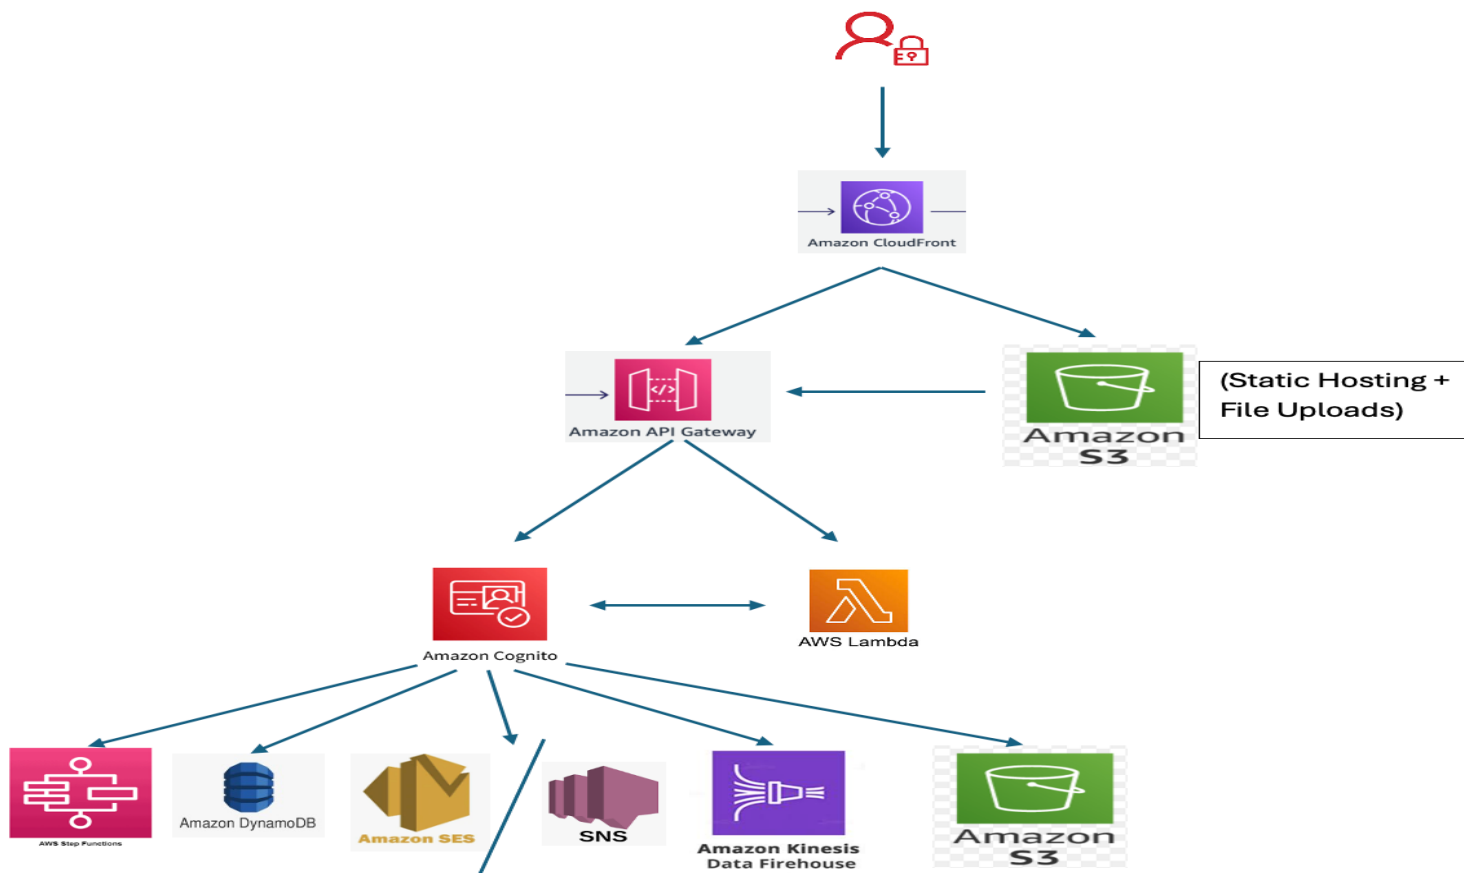 Amazon CloudFront
Amazon API Gateway
Amazon
S3
(Static Hosting +
File Uploads)
Amazon Cognito
AWS Lambda
AWS Step Functions
Amazon DynamoDB
Amazon SES
SNS
Amazon Kinesis
Data Firehouse
Amazon
S3